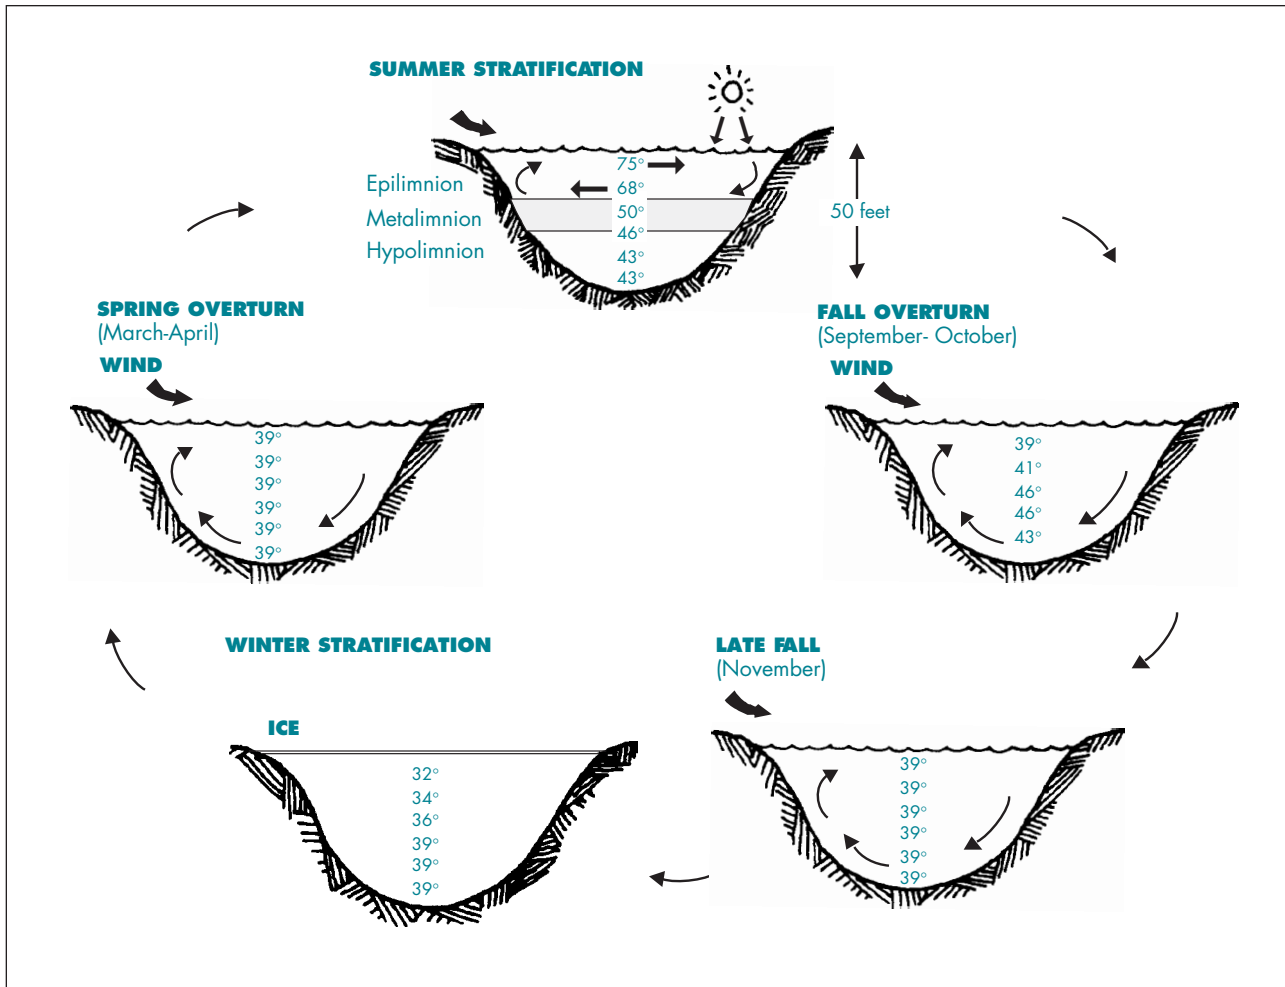 SUMMER STRATIFICATION
75°
68°
50°
46°
43°
43°
Epilimnion
Metalimnion
Hypolimnion
50 feet
SPRING OVERTURN
(March-April)
WIND
39°
39°
39°
39°
39°
39°
FALL OVERTURN
(September- October)
WIND
39°
41°
46°
46°
43°
WINTER STRATIFICATION
ICE
32°
34°
36°
39°
39°
39°
LATE FALL
(November)
39°
39°
39°
39°
39°
39°